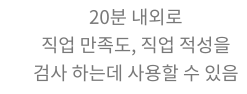 20분 내외로
직업 만족도, 직업 적성을
검사 하는데 사용할 수 있음